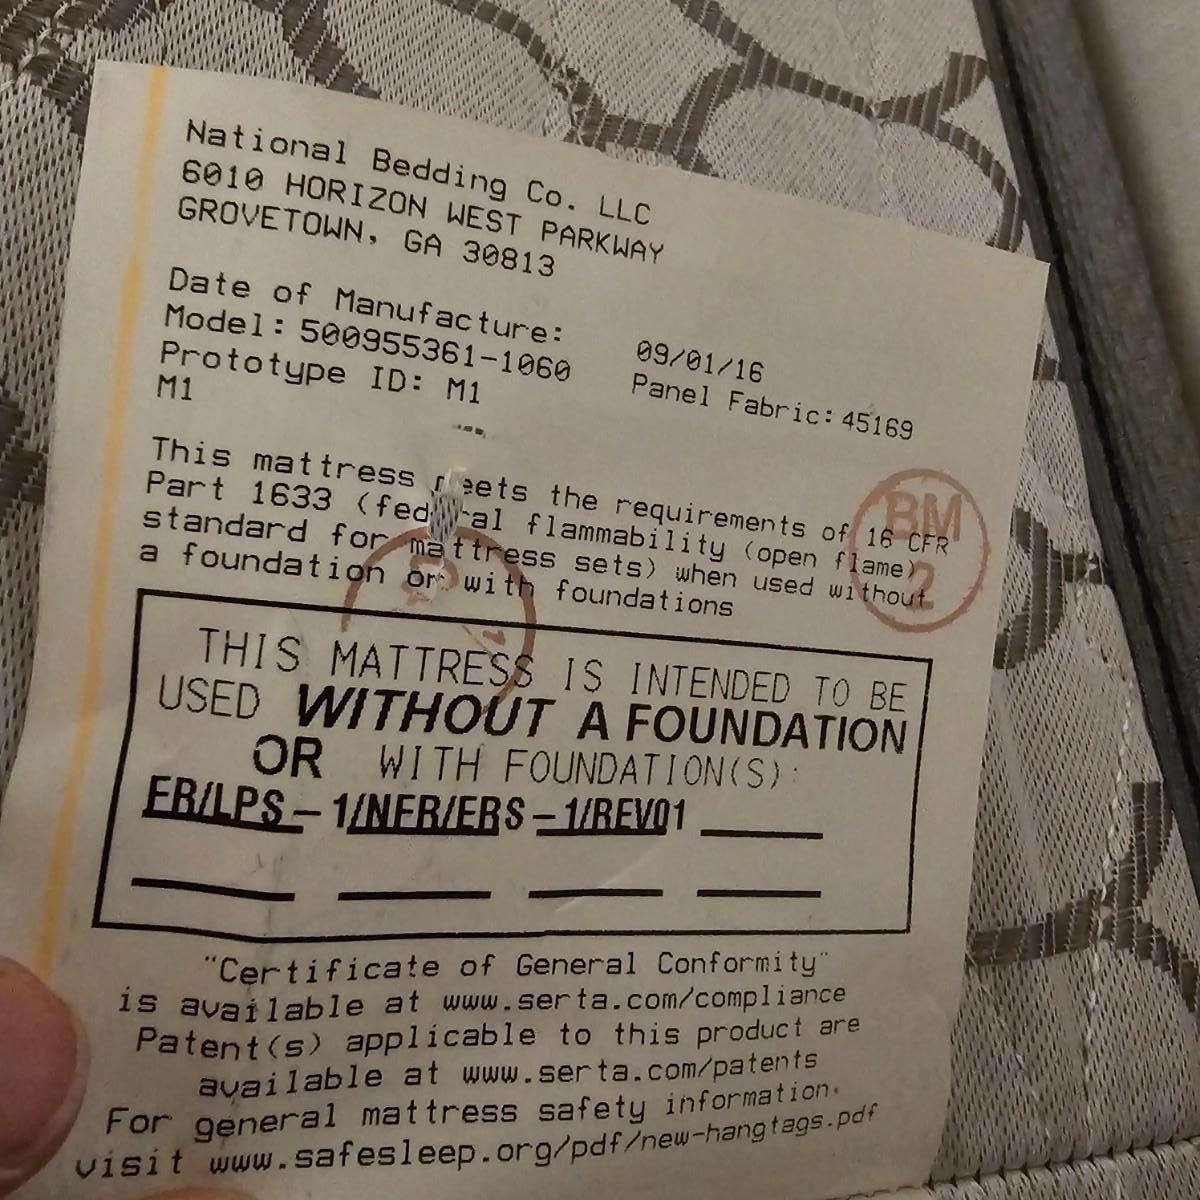 National Bedding Co. LLC
6010 HORIZON WEST PARKWAY
GROVETOWN, GA 30813
Date of Manufacture: 09/01/16
Model: 500955361-1060 Panel Fabric: 45169
Prototype ID: M1
M1
This mattress meets the requirements of 16 CFR
Part 1633 (federal flammability (open flame)
standard for mattress sets) when used without
a foundation or with foundations
BM
2
THIS MATTRESS IS INTENDED TO BE
USED WITHOUT A FOUNDATION
OR WITH FOUNDATION(S):
EB/LPS - 1/NFR/ERS - 1/REV01
"Certificate of General Conformity"
is available at www.serta.com/compliance
Patent(s) applicable to this product are
available at www.serta.com/patents
For general mattress safety information.
visit www.safesleep.org/pdf/new-hangtags.pdf